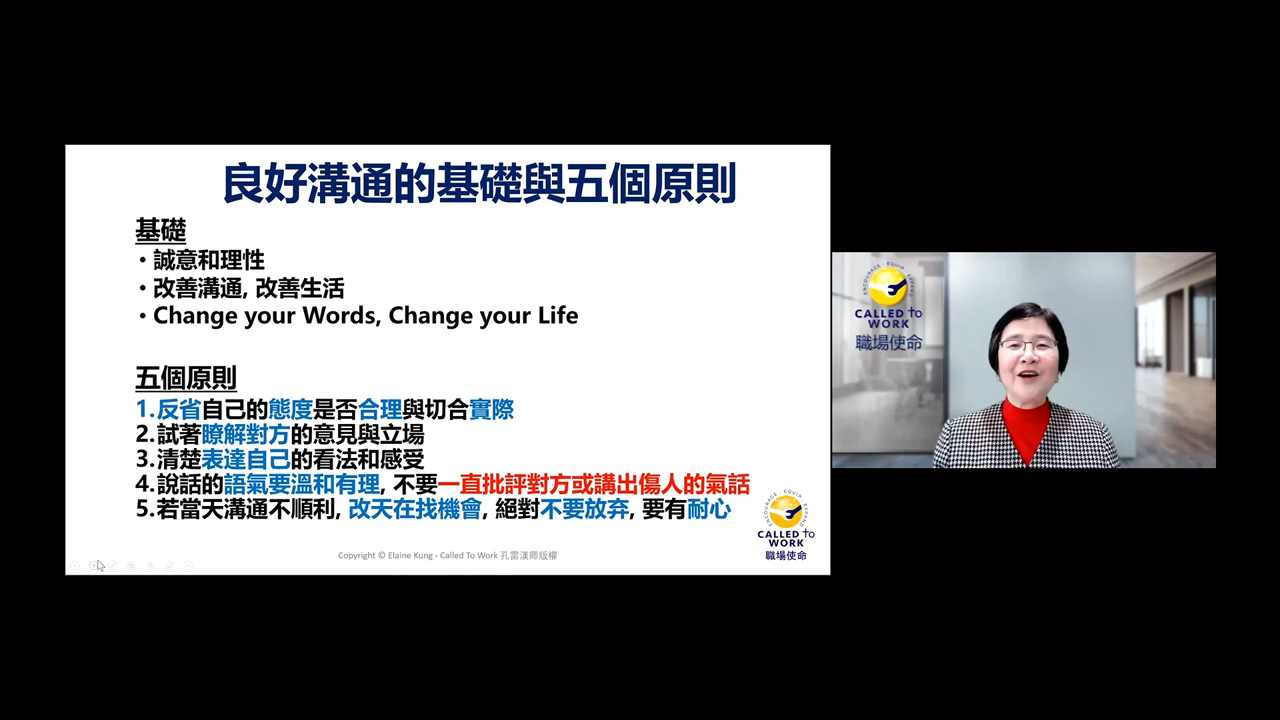 良好溝通的基礎與五個原則
基礎
• 誠意和理性
• 改善溝通, 改善生活
• Change your Words, Change your Life
五個原則
1.反省自己的態度是否合理與切合實際
2.試著瞭解對方的意見與立場
3.清楚表達自己的看法和感受
4.說話的語氣要溫和有理, 不要一直批評對方或講出傷人的氣話
5.若當天溝通不順利, 改天在找機會, 絕對不要放弃, 要有耐心
Copyright © Elaine Kung - Called To Work 孔雷漢卿版權
ENCOURAGE EQUIP EXPAND
CALLED to
WORK
職場使命
ENCOURAGE EQUIP EXPAND
CALLED to
WORK
職場使命